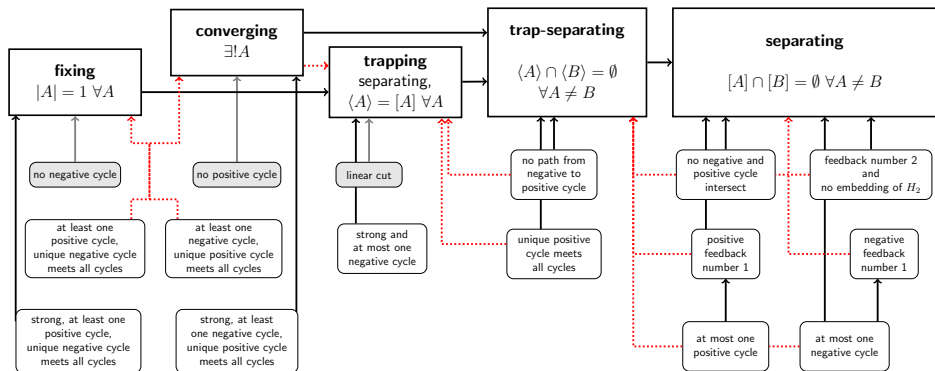 fixing
|A| = 1 ∀A
converging
∃!A
trapping
separating,
⟨A⟩ = [A] ∀A
trap-separating
⟨A⟩ ∩ ⟨B⟩ = ∅
∀A ≠ B
separating
[A] ∩ [B] = ∅ ∀A ≠ B
no negative cycle
no positive cycle
linear cut
no path from
negative to
positive cycle
no negative and
positive cycle
intersect
feedback number 2
and
no embedding of H₂
at least one
positive cycle,
unique negative cycle
meets all cycles
at least one
negative cycle,
unique positive cycle
meets all cycles
strong and
at most one
negative cycle
unique positive
cycle meets
all cycles
positive
feedback
number 1
negative
feedback
number 1
strong, at least one
positive cycle,
unique negative cycle
meets all cycles
strong, at least
one negative cycle,
unique positive cycle
meets all cycles
at most one
positive cycle
at most one
negative cycle